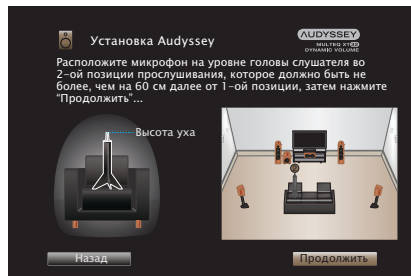 Установка Audyssey
AUDYSSEY
MULTEQ XT32
DYNAMIC VOLUME
Расположите микрофон на уровне головы слушателя во
2-ой позиции прослушивания, которое должно быть не
более, чем на 60 см далее от 1-ой позиции, затем нажмите
"Продолжить"...
Высота уха
Назад
Продолжить